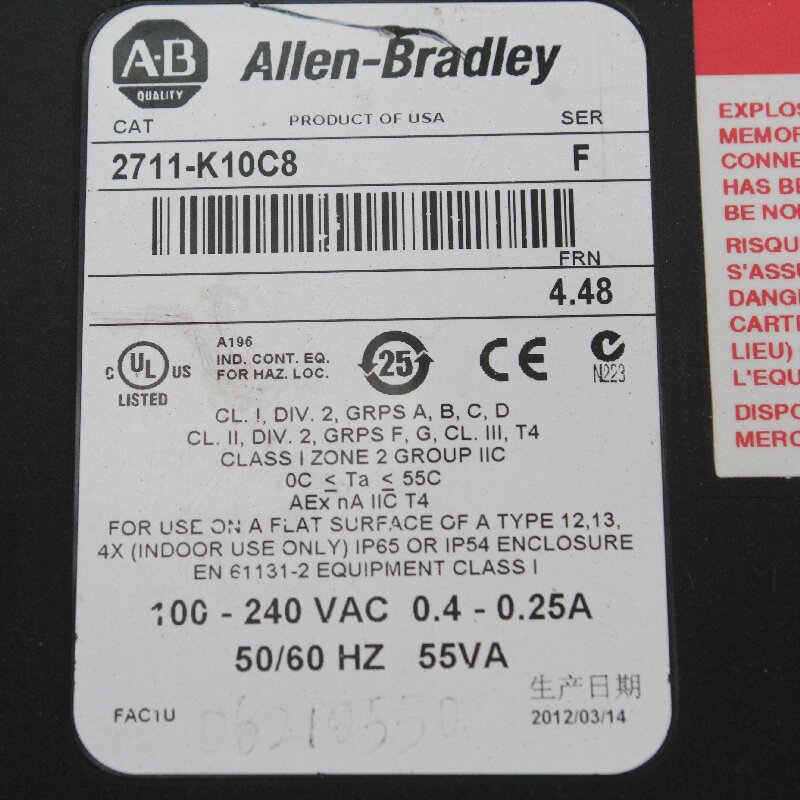 A·B
QUALITY
Allen-Bradley
CAT
PRODUCT OF USA
SER
2711-K10C8
F
FRN
4.48
C UL US
LISTED
A196
IND. CONT. EQ.
FOR HAZ. LOC.
25
CE
N223
CL. I, DIV. 2, GRPS A, B, C, D
CL. II, DIV. 2, GRPS F, G, CL. III, T4
CLASS I ZONE 2 GROUP IIC
0C ≤ Ta ≤ 55C
AEx nA IIC T4
FOR USE ON A FLAT SURFACE OF A TYPE 12,13,
4X (INDOOR USE ONLY) IP65 OR IP54 ENCLOSURE
EN 61131-2 EQUIPMENT CLASS I
100 - 240 VAC 0.4 - 0.25A
50/60 HZ 55VA
生产日期
FAC1U
2012/03/14
EXPLOS
MEMOR
CONNE
HAS BE
BE NO
RISQU
S'ASSU
DANGE
CARTE
LIEU)
L'EQU
DISPO
MERC